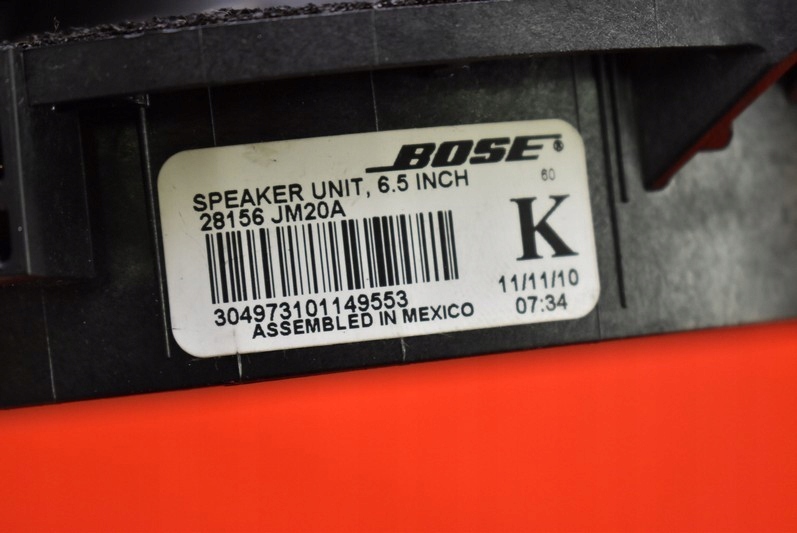 BOSE®
60
SPEAKER UNIT, 6.5 INCH
28156 JM20A
K
304973101149553
11/11/10
07:34
ASSEMBLED IN MEXICO